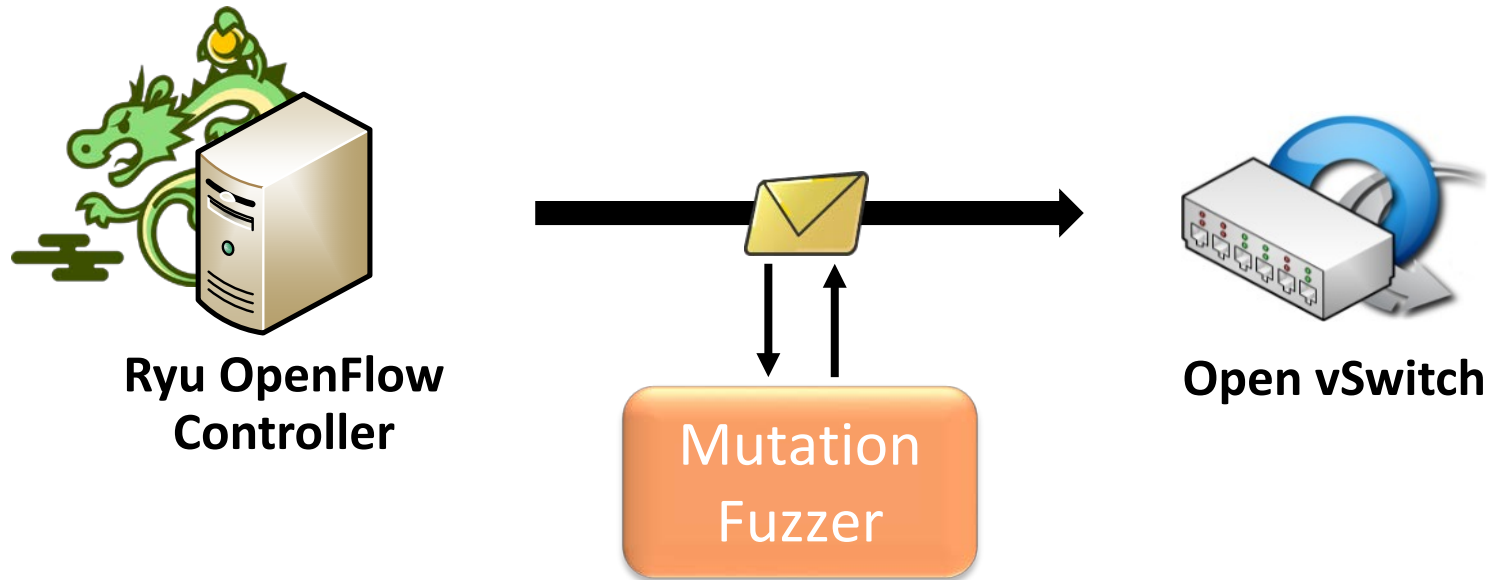 Ryu OpenFlow
Controller
Open vSwitch
Mutation
Fuzzer